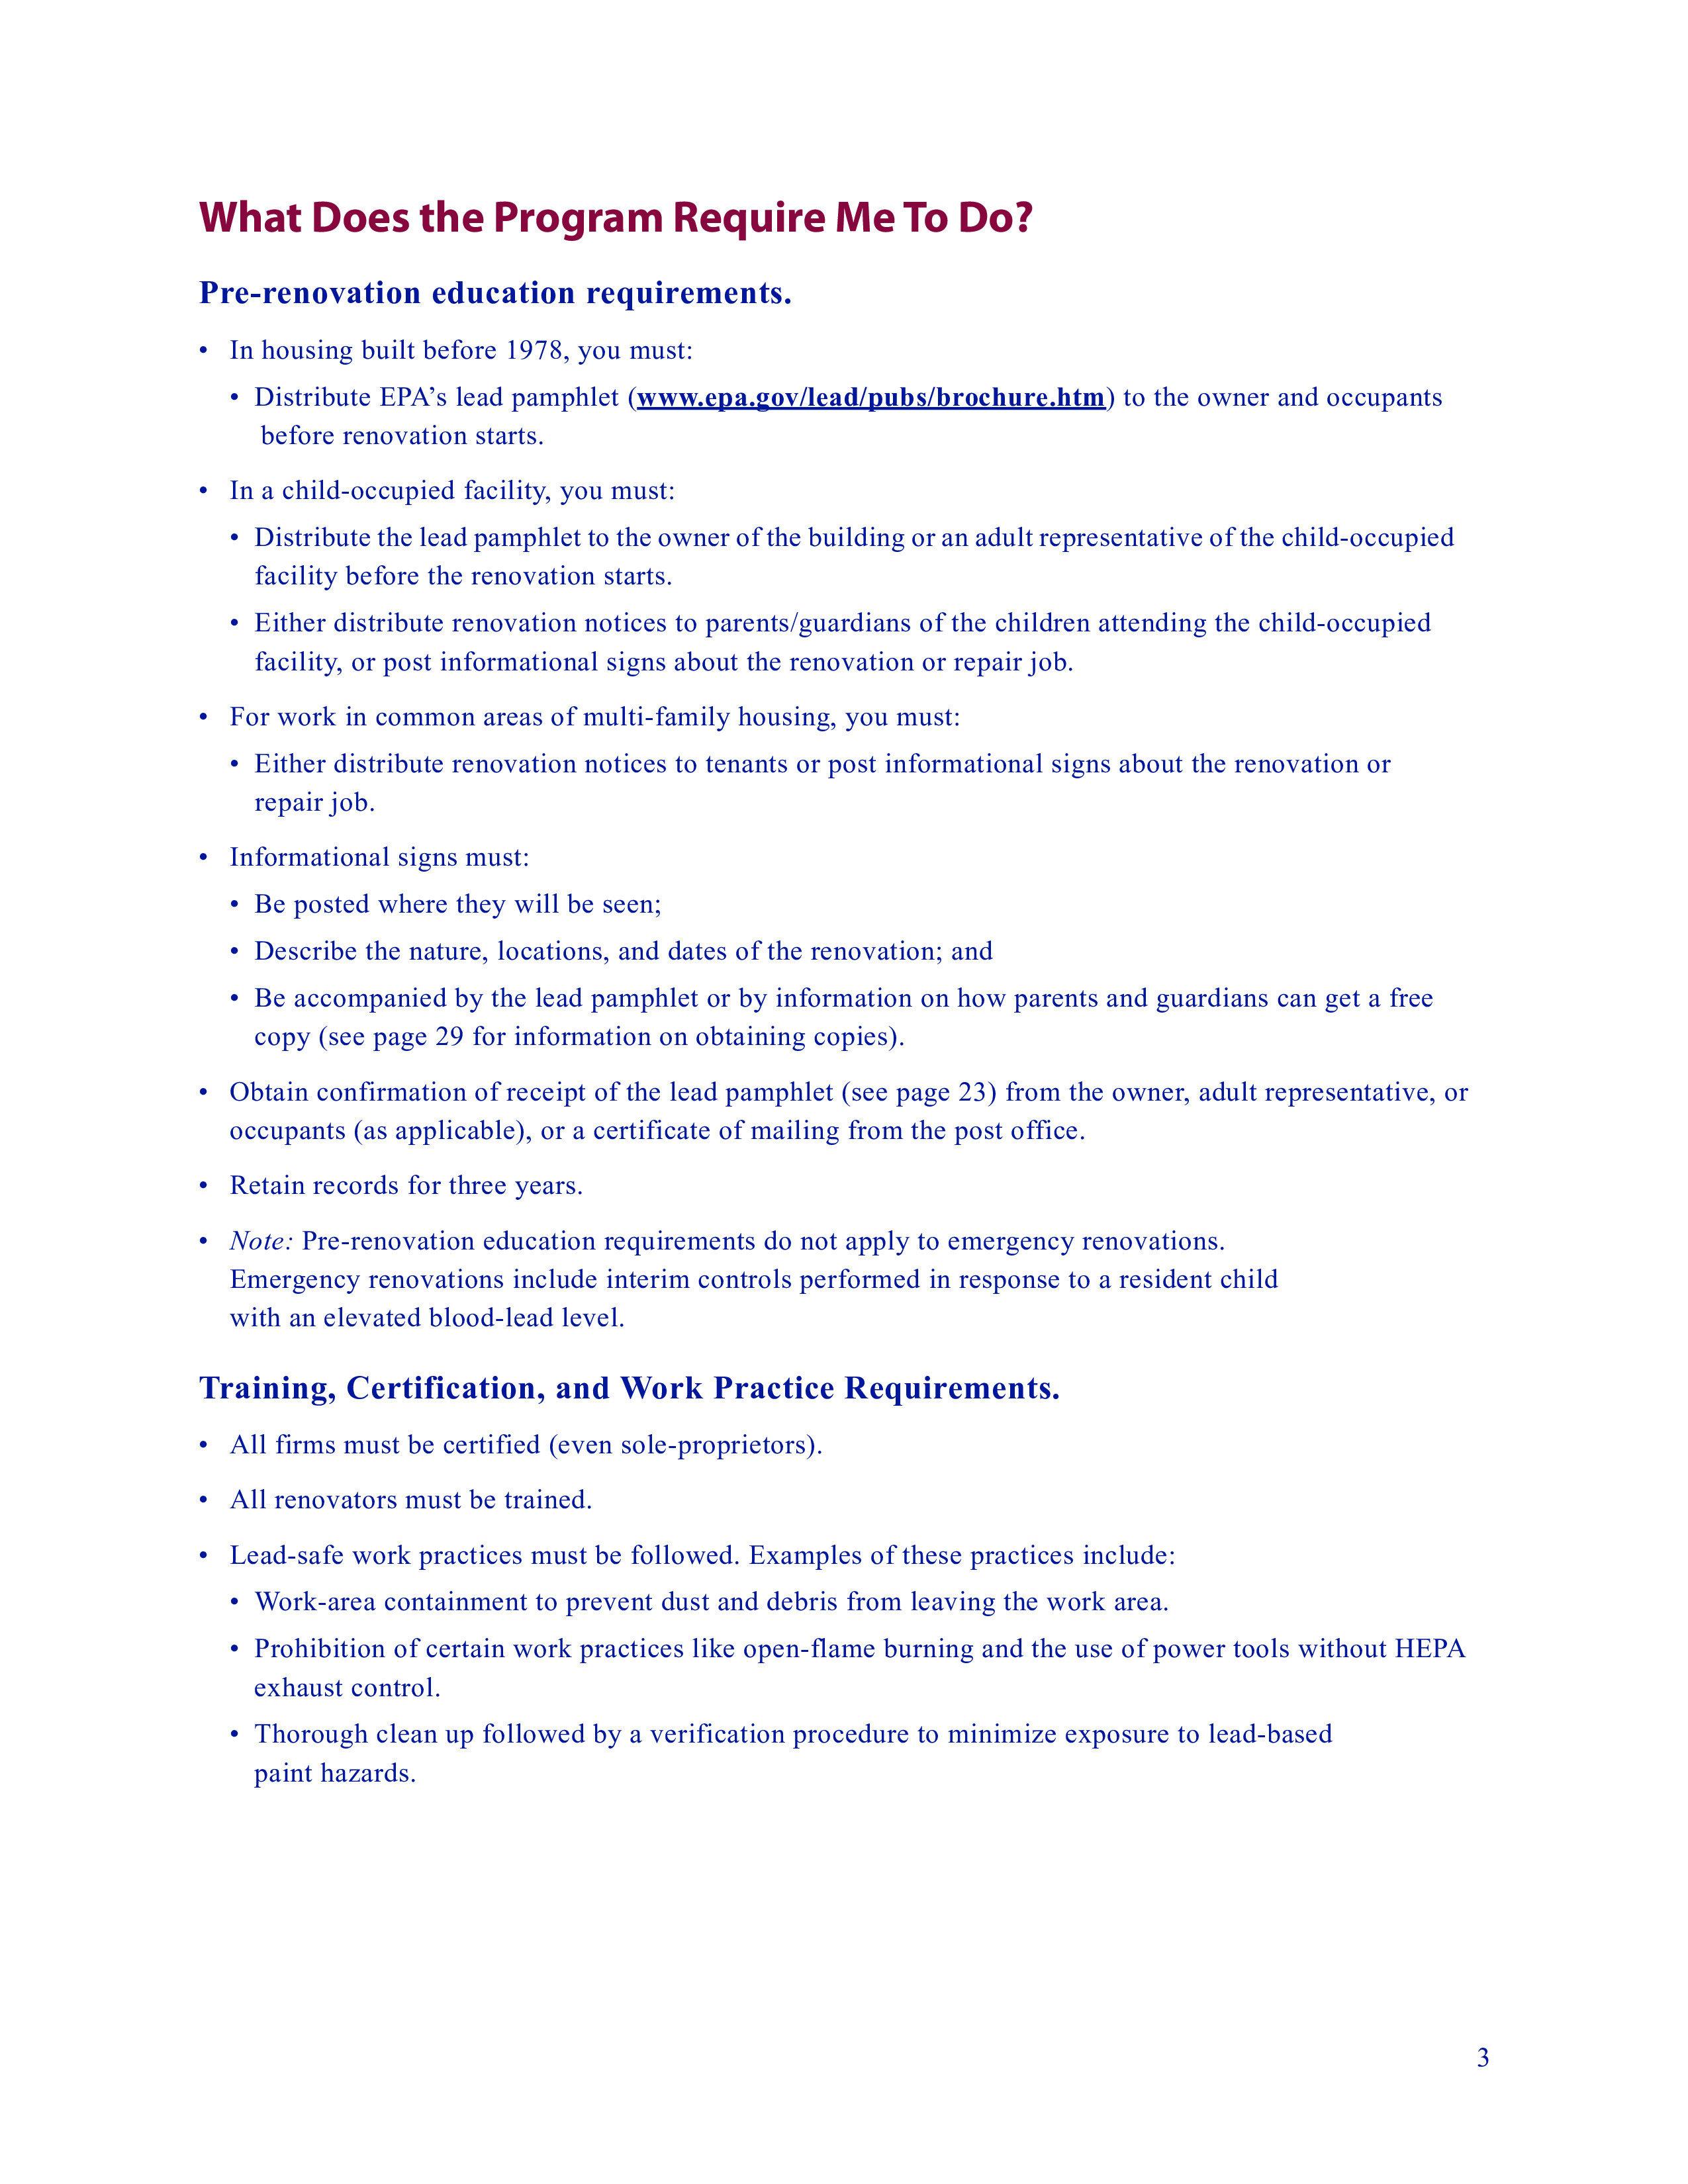 What Does the Program Require Me To Do?
Pre-renovation education requirements.
• In housing built before 1978, you must:
• Distribute EPA’s lead pamphlet (www.epa.gov/lead/pubs/brochure.htm) to the owner and occupants
before renovation starts.
• In a child-occupied facility, you must:
• Distribute the lead pamphlet to the owner of the building or an adult representative of the child-occupied
facility before the renovation starts.
• Either distribute renovation notices to parents/guardians of the children attending the child-occupied
facility, or post informational signs about the renovation or repair job.
• For work in common areas of multi-family housing, you must:
• Either distribute renovation notices to tenants or post informational signs about the renovation or
repair job.
• Informational signs must:
• Be posted where they will be seen;
• Describe the nature, locations, and dates of the renovation; and
• Be accompanied by the lead pamphlet or by information on how parents and guardians can get a free
copy (see page 29 for information on obtaining copies).
• Obtain confirmation of receipt of the lead pamphlet (see page 23) from the owner, adult representative, or
occupants (as applicable), or a certificate of mailing from the post office.
• Retain records for three years.
• Note: Pre-renovation education requirements do not apply to emergency renovations.
Emergency renovations include interim controls performed in response to a resident child
with an elevated blood-lead level.
Training, Certification, and Work Practice Requirements.
• All firms must be certified (even sole-proprietors).
• All renovators must be trained.
• Lead-safe work practices must be followed. Examples of these practices include:
• Work-area containment to prevent dust and debris from leaving the work area.
• Prohibition of certain work practices like open-flame burning and the use of power tools without HEPA
exhaust control.
• Thorough clean up followed by a verification procedure to minimize exposure to lead-based
paint hazards.
3